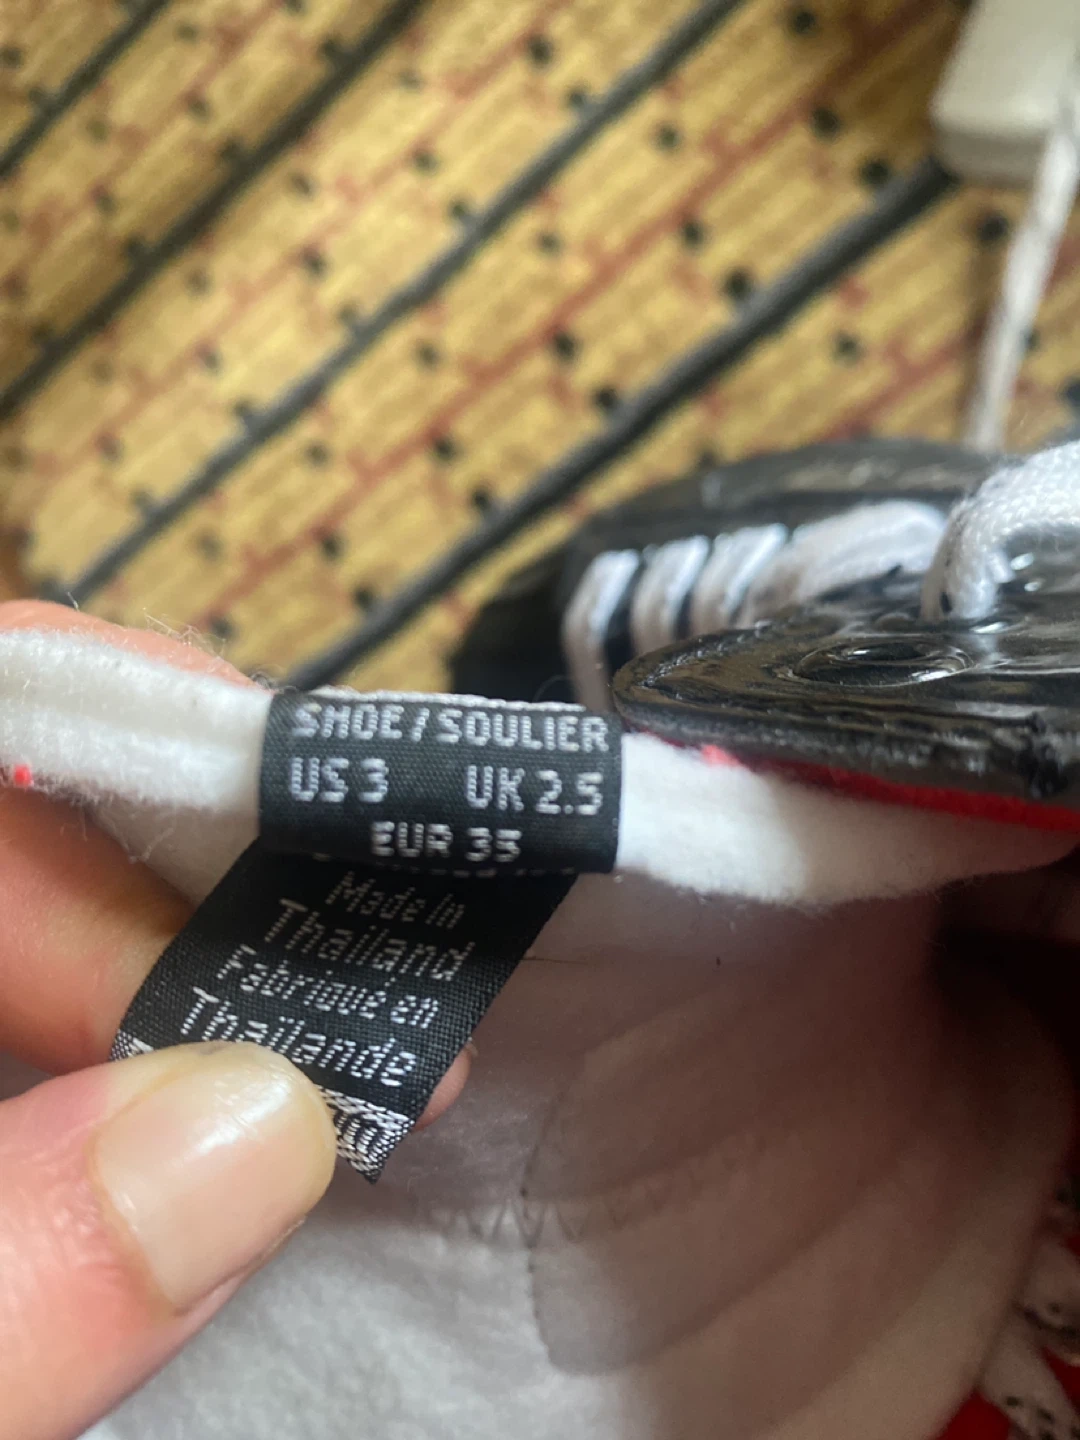 SHOE/SOULIER
US 3 UK 2.5
EUR 35
Made In
Thailand
Fabriqué en
Thaïlande